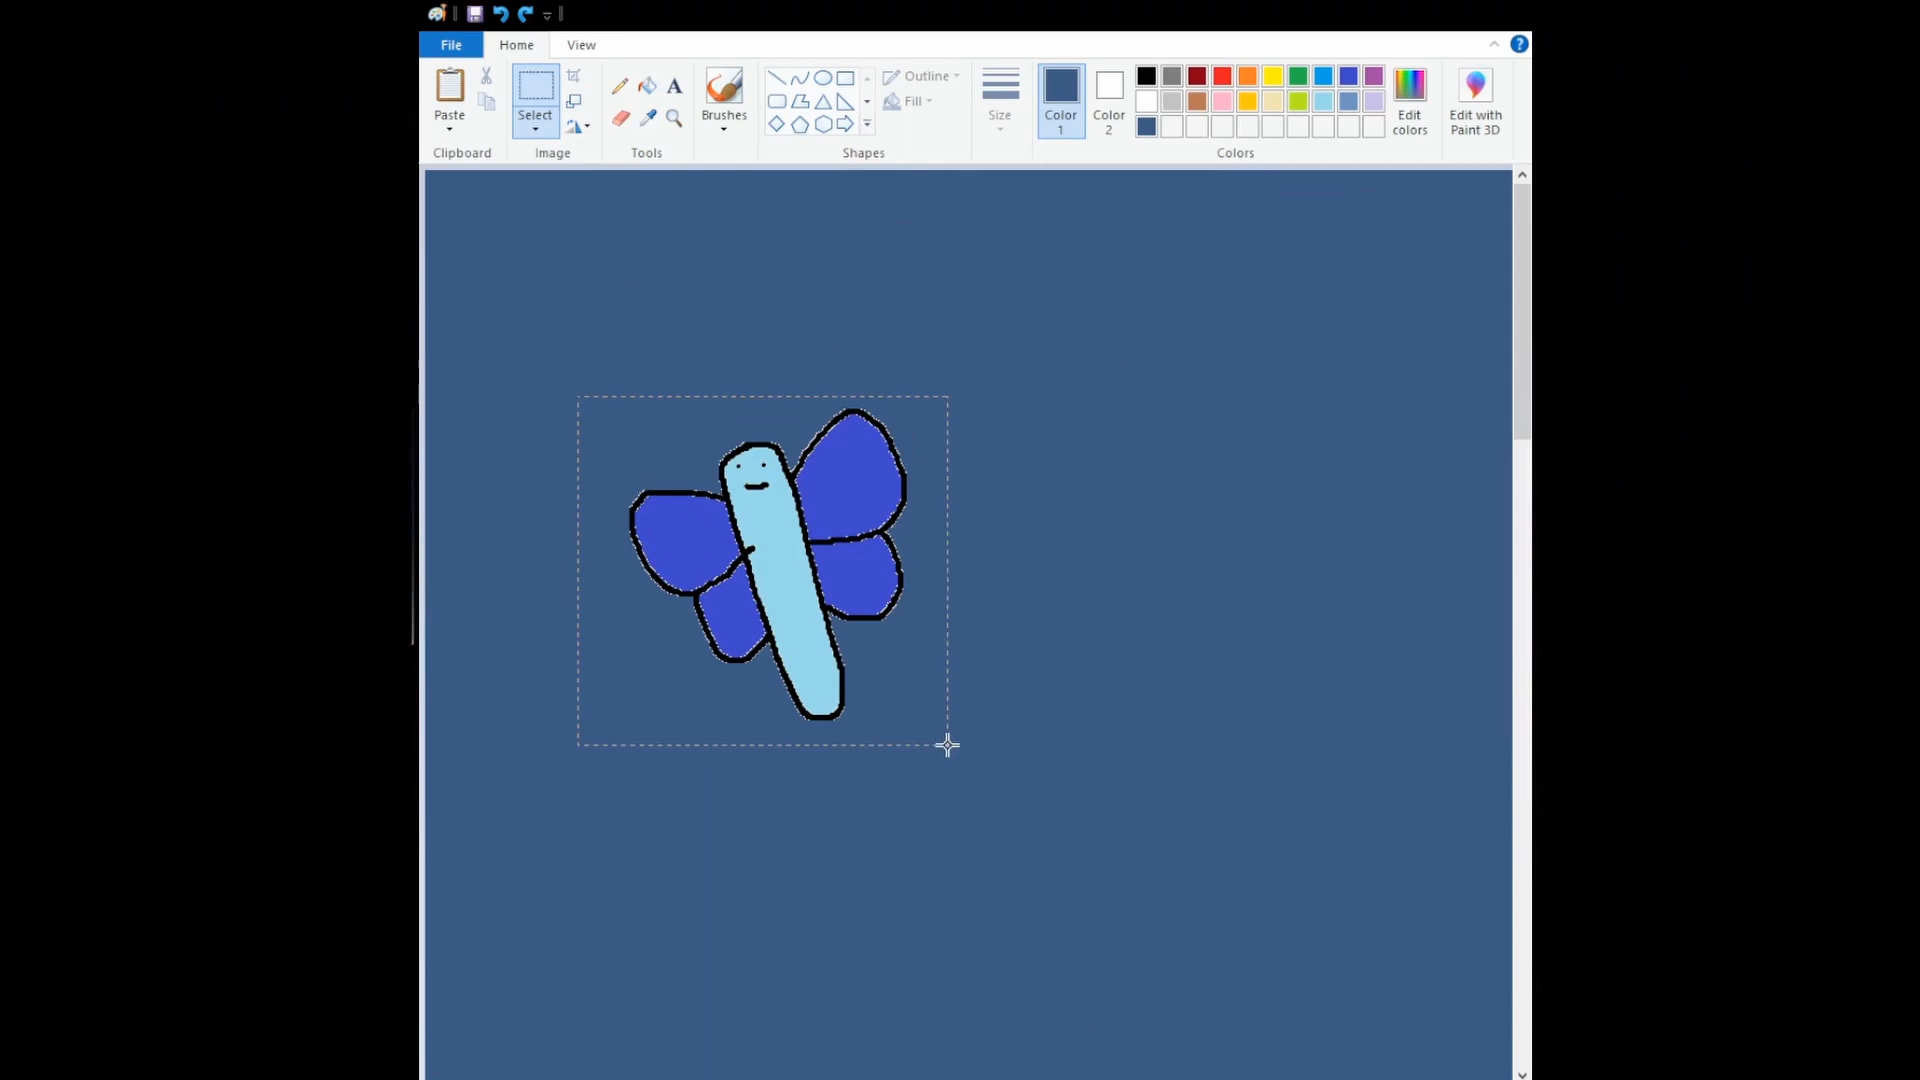 File Home View
Paste
Select
Brushes
Outline
Fill
Size
Color 1
Color 2
Edit colors
Edit with Paint 3D
Clipboard Image Tools Shapes Colors